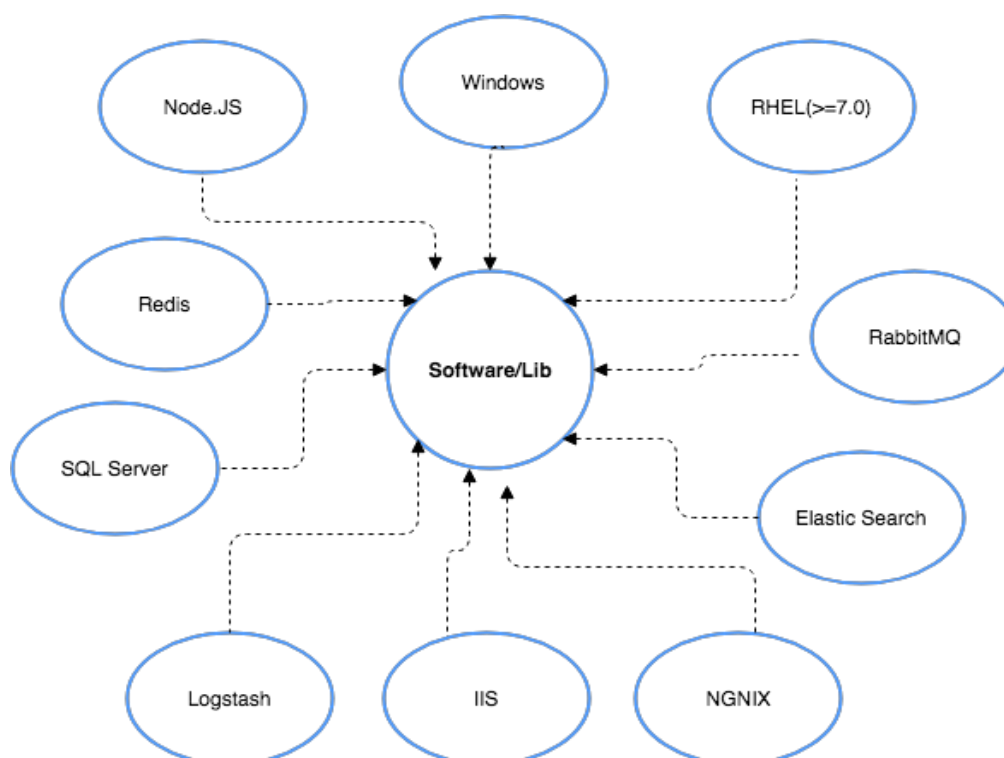 Node.JS
Windows
RHEL(>=7.0)
Redis
RabbitMQ
Software/Lib
SQL Server
Elastic Search
Logstash
IIS
NGNIX